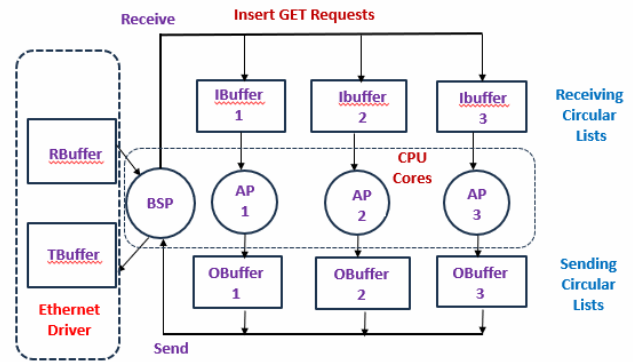 Receive
Insert GET Requests
IBuffer
1
Ibuffer
2
Ibuffer
3
Receiving
Circular
Lists
RBuffer
CPU
Cores
BSP
AP
1
AP
2
AP
3
TBuffer
OBuffer
1
OBuffer
2
OBuffer
3
Sending
Circular
Lists
Ethernet
Driver
Send